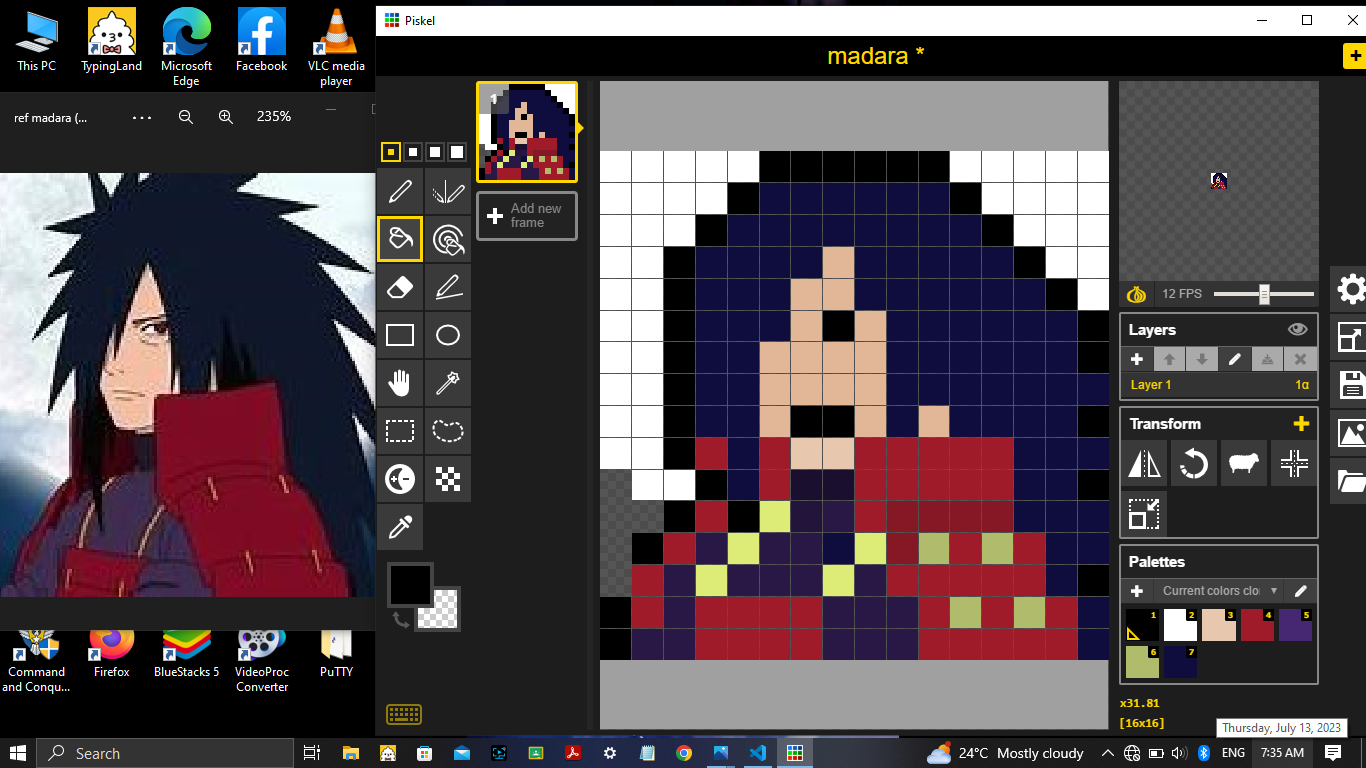 Piskel
This PC
TypingLand
Microsoft
Edge
Facebook
VLC media
player
madara *
ref madara (...
...
235%
1
Add new
frame
12 FPS
Layers
Layer 1
1α
Transform
Palettes
Current colors clo
1
2
3
4
5
6
7
x31.81
[16x16]
Command
and Conqu...
Firefox
BlueStacks 5
VideoProc
Converter
PuTTY
Thursday, July 13, 2023
Search
24°C Mostly cloudy
ENG
7:35 AM